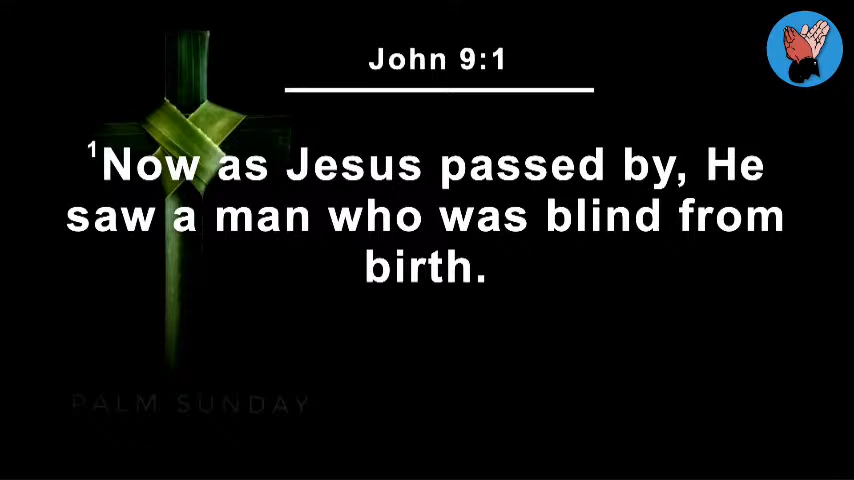 John 9:1
1Now as Jesus passed by, He
saw a man who was blind from
birth.
PALM SUNDAY